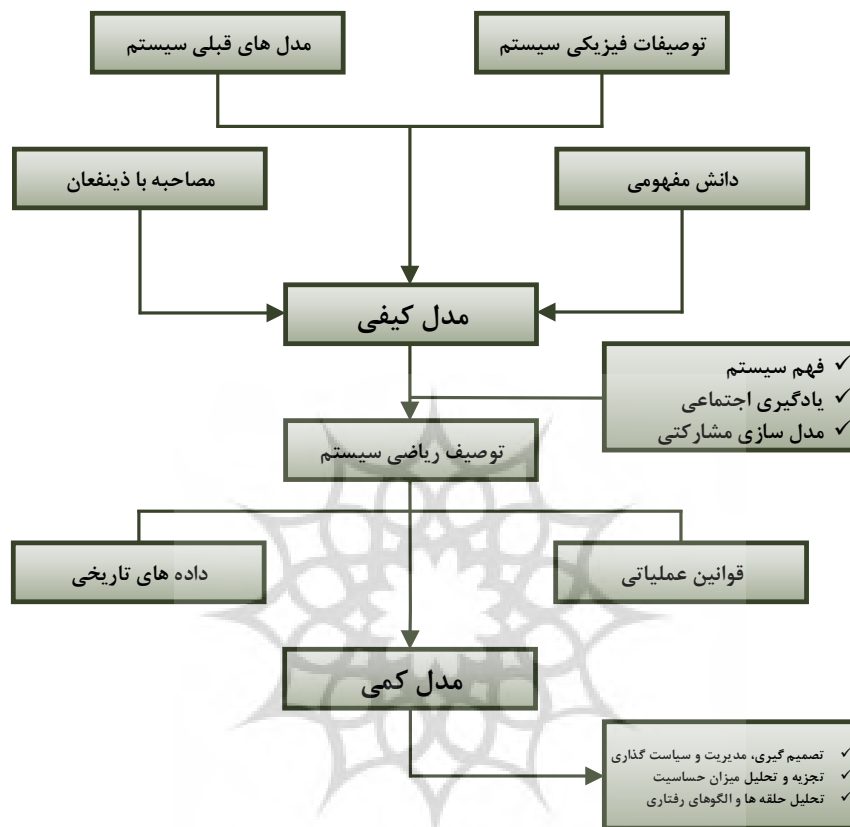 توصیفات فیزیکی سیستم
مدل های قبلی سیستم
دانش مفهومی
مصاحبه با ذینفعان
مدل کیفی
✓ فهم سیستم
✓ یادگیری اجتماعی
✓ مدل سازی مشارکتی
توصیف ریاضی سیستم
قوانین عملیاتی
داده های تاریخی
مدل کمی
✓ تصمیم گیری، مدیریت و سیاست گذاری
✓ تجزیه و تحلیل میزان حساسیت
✓ تحلیل حلقه ها و الگوهای رفتاری